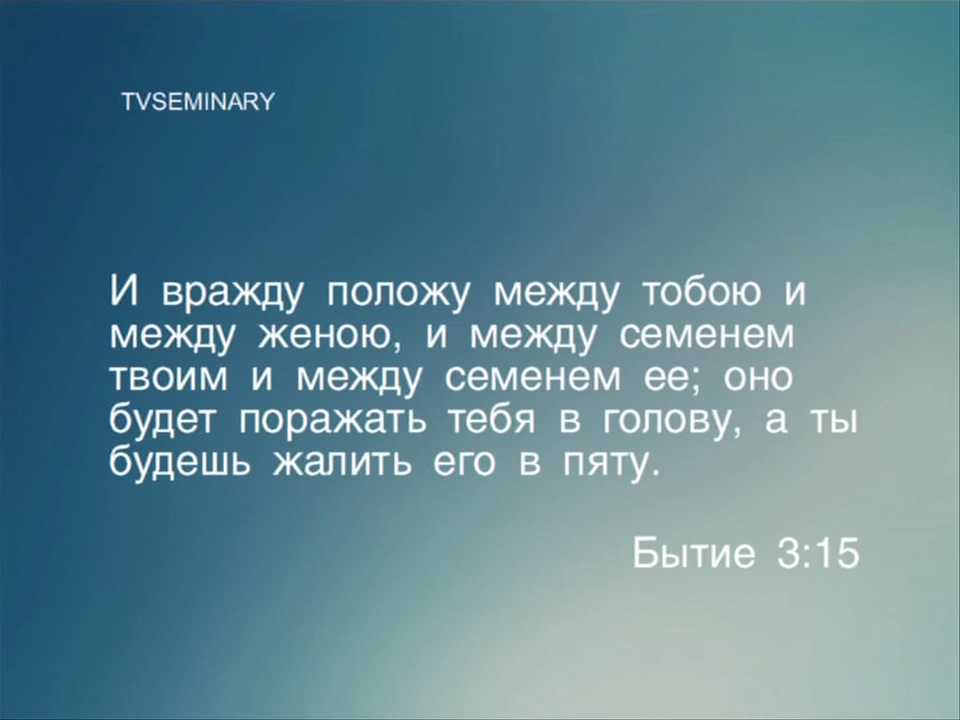 TVSEMINARY
И вражду положу между тобою и
между женою, и между семенем
твоим и между семенем ее; оно
будет поражать тебя в голову, а ты
будешь жалить его в пяту.
Бытие 3:15